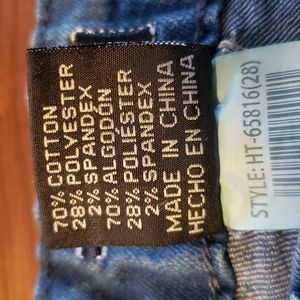 70% COTTON
28% POLYESTER
2% SPANDEX
70% ALGODÓN
28% POLIÉSTER
2% SPANDEX
MADE IN CHINA
HECHO EN CHINA
STYLE: HT-65816(28)